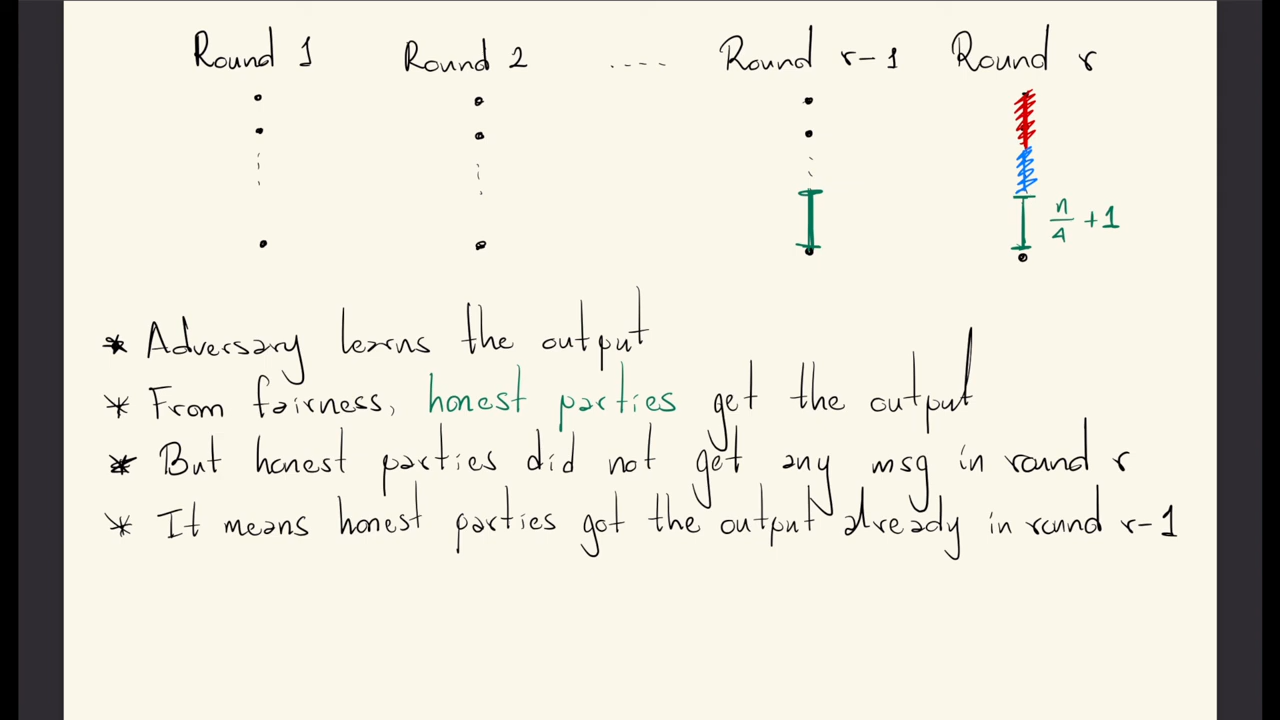 Round 1 Round 2 .... Round r-1 Round r
n/4 +1
* Adversary learns the output
* From fairness, honest parties get the output
* But honest parties did not get any msg in round r
* It means honest parties got the output already in round r-1